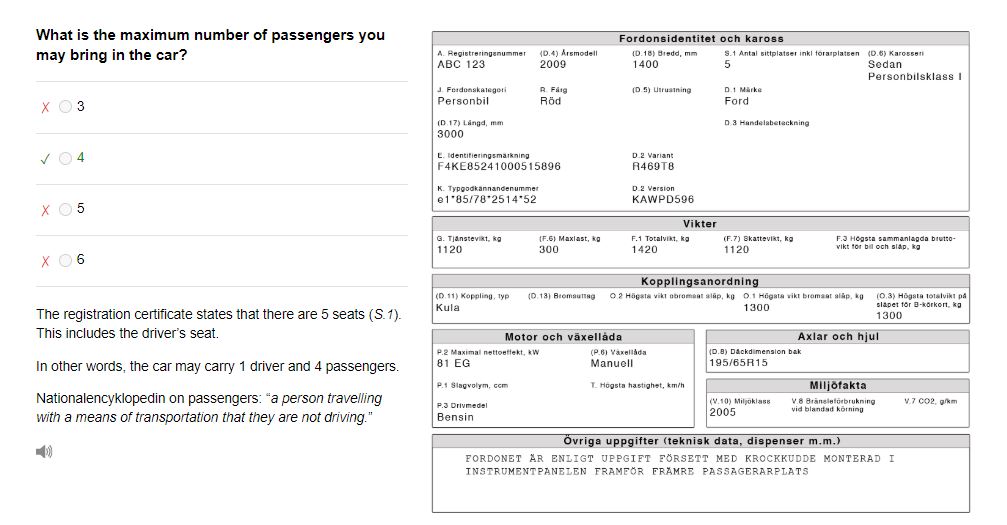 What is the maximum number of passengers you
may bring in the car?
3
4
5
6
The registration certificate states that there are 5 seats (S.1).
This includes the driver's seat.
In other words, the car may carry 1 driver and 4 passengers.
Nationalencyklopedin on passengers: “a person travelling
with a means of transportation that they are not driving.”
Fordonsidentitet och kaross
A. Registreringsnummer (D.4) Årsmodell (D.18) Bredd, mm S.1 Antal sittplatser inkl förarplatsen (D.6) Karosseri
ABC 123 2009 1400 5 Sedan
Personbilsklass I
J. Fordonskategori R. Färg (D 5) Utrustning D.1 Märke
Personbil Röd Ford
(D.17) Längd, mm D.3 Handelsbeteckning
3000
E. Identifieringsmärkning D.2 Variant
F4KE85241000515896 R469T8
K. Typgodkännandenummer D.2 Version
e1*85/78*2514*52 KAWPD596
Vikter
G. Tjänstevikt, kg (F.6) Maxlast, kg F.1 Totalvikt, kg (F.7) Skattevikt, kg F.3 Högsta sammanlagda brutto-
vikt för bil och släp, kg
1120 300 1420 1120
Kopplingsanordning
(D.11) Koppling, typ (D.13) Bromsuttag O 2 Högsta vikt obromsat släp, kg O.1 Högsta vikt bromsat släp, kg (O.3) Högsta totalvikt på
släpet för B-körkort, kg
Kula 1300 1300
Motor och växellåda
P.2 Maximal nettoeffekt, kW (P.6) Växellåda
81 EG Manuell
P.1 Slagvolym, ccm T. Högsta hastighet, km/h
P.3 Drivmedel
Bensin
Axlar och hjul
(D.8) Däckdimension bak
195/65R15
Miljöfakta
(V.10) Miljöklass V.8 Bränsleförbrukning
vid blandad körning V.7 CO2, g/km
2005
Övriga uppgifter (teknisk data, dispenser m.m.)
FORDONET ÄR ENLIGT UPPGIFT FÖRSETT MED KROCKKUDDE MONTERAD I
INSTRUMENTPANELEN FRAMFÖR FRÄMRE PASSAGERARPLATS